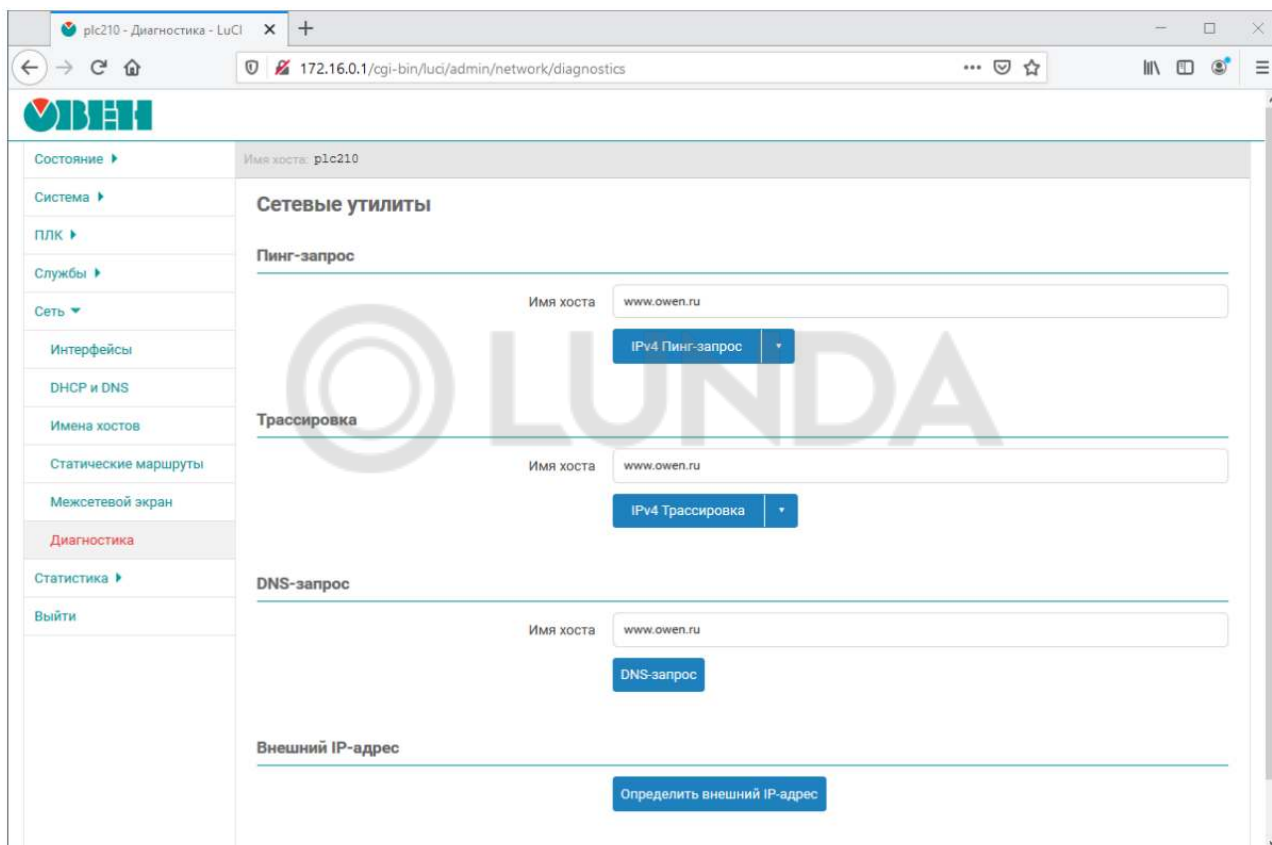 plc210 - Диагностика - LuCI
172.16.0.1/cgi-bin/luci/admin/network/diagnostics
ОВЕН
Состояние
Система
ПЛК
Службы
Сеть
Интерфейсы
DHCP и DNS
Имена хостов
Статические маршруты
Межсетевой экран
Диагностика
Статистика
Выйти
Имя хоста: plc210
Сетевые утилиты
Пинг-запрос
Имя хоста www.owen.ru
IPv4 Пинг-запрос
Трассировка
Имя хоста www.owen.ru
IPv4 Трассировка
DNS-запрос
Имя хоста www.owen.ru
DNS-запрос
Внешний IP-адрес
Определить внешний IP-адрес
LUNDA